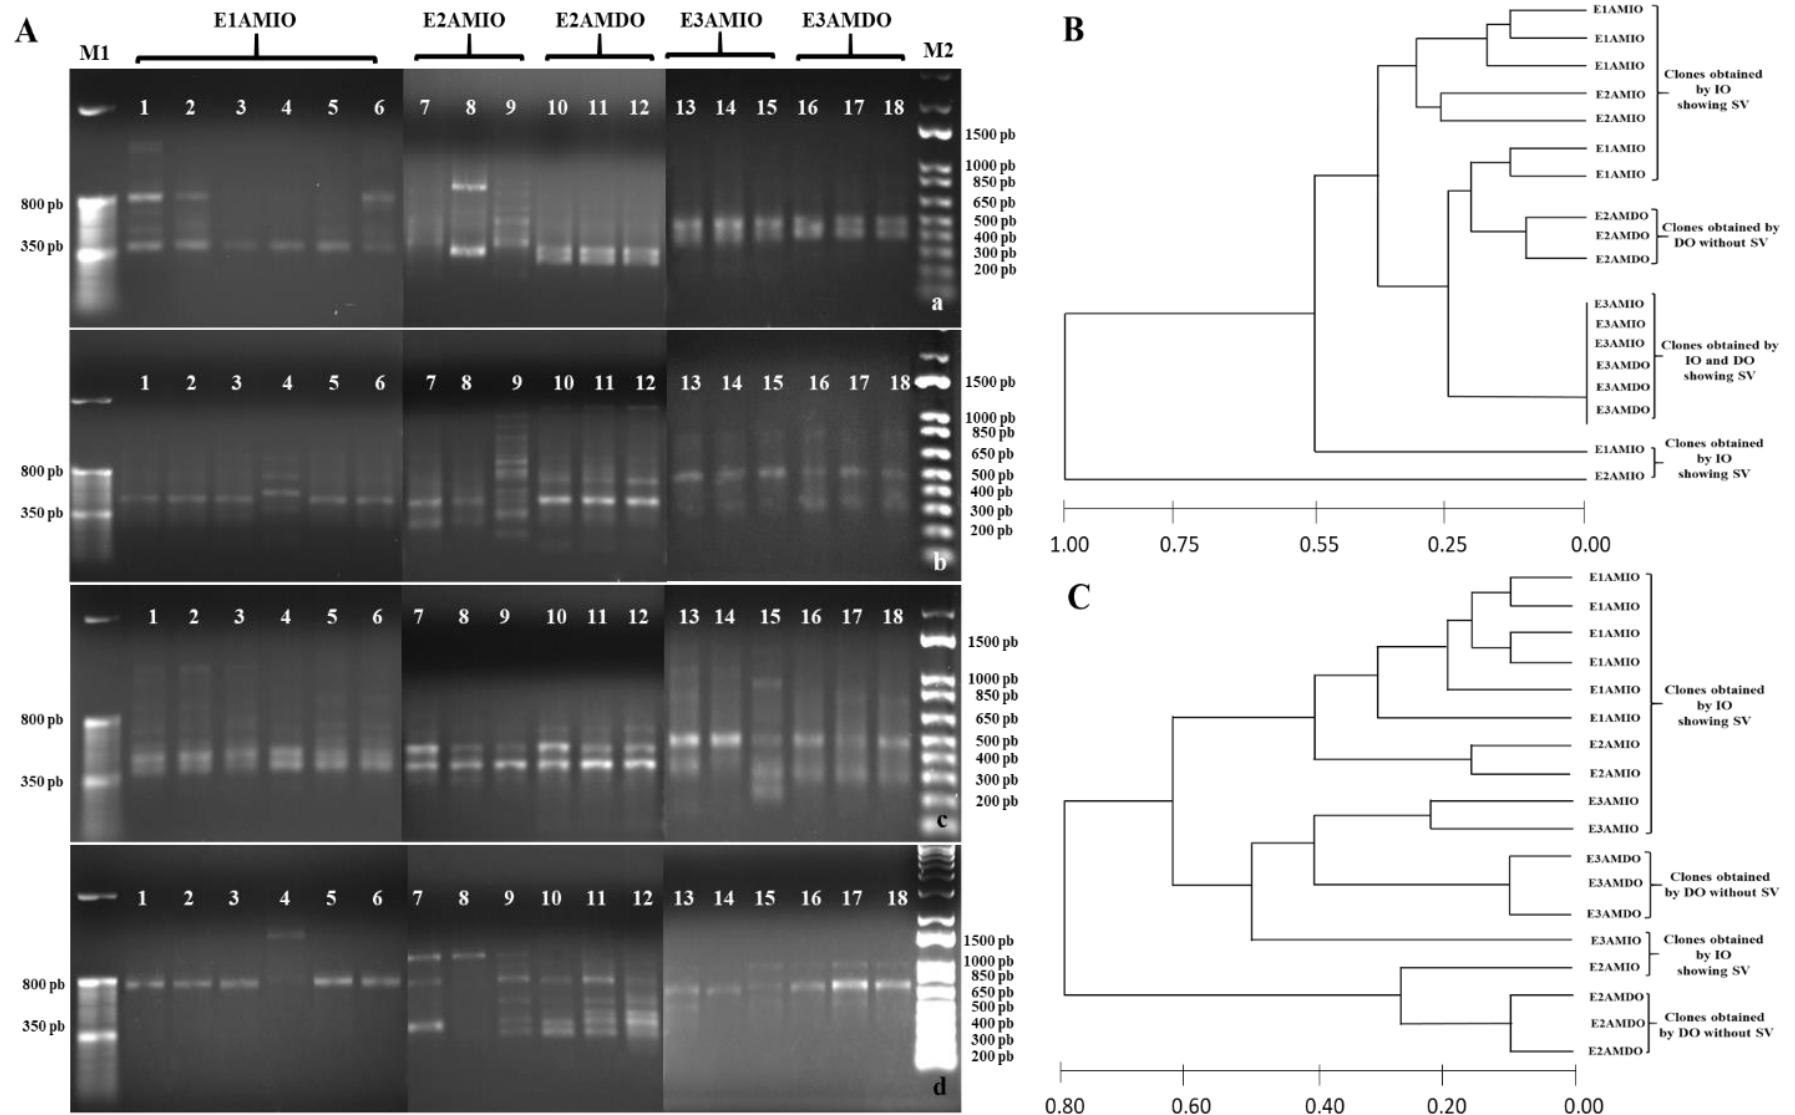 A
E1AMIO E2AMIO E2AMDO E3AMIO E3AMDO
M1 M2
1 2 3 4 5 6 7 8 9 10 11 12 13 14 15 16 17 18
800 pb
350 pb
1500 pb
1000 pb
850 pb
650 pb
500 pb
400 pb
300 pb
200 pb
a
1 2 3 4 5 6 7 8 9 10 11 12 13 14 15 16 17 18
800 pb
350 pb
1500 pb
1000 pb
850 pb
650 pb
500 pb
400 pb
300 pb
200 pb
b
1 2 3 4 5 6 7 8 9 10 11 12 13 14 15 16 17 18
800 pb
350 pb
1500 pb
1000 pb
850 pb
650 pb
500 pb
400 pb
300 pb
200 pb
c
1 2 3 4 5 6 7 8 9 10 11 12 13 14 15 16 17 18
800 pb
350 pb
1500 pb
1000 pb
850 pb
650 pb
500 pb
400 pb
300 pb
200 pb
d
B
E1AMIO
E1AMIO
E1AMIO
E2AMIO
E2AMIO
E1AMIO
E1AMIO
Clones obtained
by IO
showing SV
E2AMDO
E2AMDO
E2AMDO
Clones obtained by
DO without SV
E3AMIO
E3AMIO
E3AMIO
E3AMDO
E3AMDO
E3AMDO
Clones obtained by
IO and DO
showing SV
E1AMIO
E2AMIO
Clones obtained
by IO
showing SV
1.00 0.75 0.55 0.25 0.00
C
E1AMIO
E1AMIO
E1AMIO
E1AMIO
E1AMIO
E1AMIO
E2AMIO
E2AMIO
E3AMIO
E3AMIO
Clones obtained
by IO
showing SV
E3AMDO
E3AMDO
E3AMDO
Clones obtained
by DO without SV
E3AMIO
E2AMIO
Clones obtained
by IO
showing SV
E2AMDO
E2AMDO
E2AMDO
Clones obtained
by DO without SV
0.80 0.60 0.40 0.20 0.00